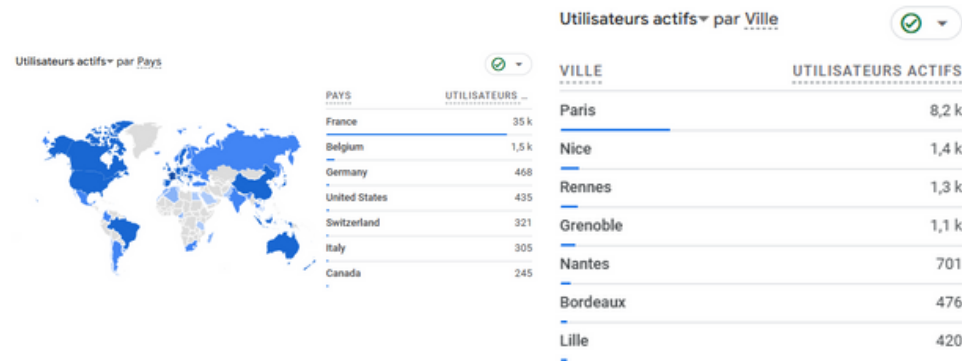 Utilisateurs actifs par Pays
PAYS UTILISATEURS ...
France 35 k
Belgium 1,5 k
Germany 468
United States 435
Switzerland 321
Italy 305
Canada 245
Utilisateurs actifs par Ville
VILLE UTILISATEURS ACTIFS
Paris 8,2 k
Nice 1,4 k
Rennes 1,3 k
Grenoble 1,1 k
Nantes 701
Bordeaux 476
Lille 420